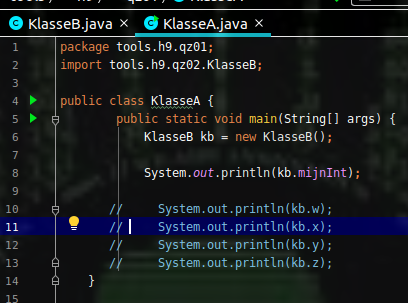 KlasseB.java × KlasseA.java ×
1 package tools.h9.qz01;
2 import tools.h9.qz02.KlasseB;
3
4 public class KlasseA {
5 public static void main(String[] args) {
6 KlasseB kb = new KlasseB();
7
8 System.out.println(kb.mijnInt);
9
10 // System.out.println(kb.w);
11 // System.out.println(kb.x);
12 // System.out.println(kb.y);
13 // System.out.println(kb.z);
14 }